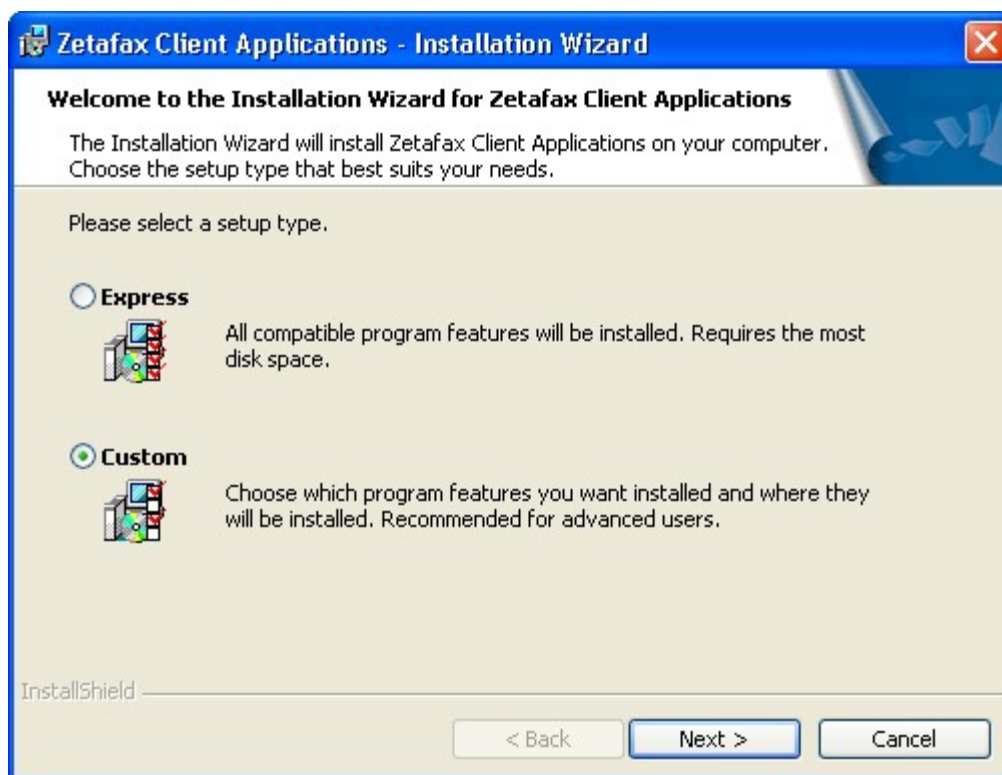 Zetafax Client Applications - Installation Wizard
Welcome to the Installation Wizard for Zetafax Client Applications
The Installation Wizard will install Zetafax Client Applications on your computer.
Choose the setup type that best suits your needs.
Please select a setup type.
Express
All compatible program features will be installed. Requires the most
disk space.
Custom
Choose which program features you want installed and where they
will be installed. Recommended for advanced users.
InstallShield
< Back
Next >
Cancel